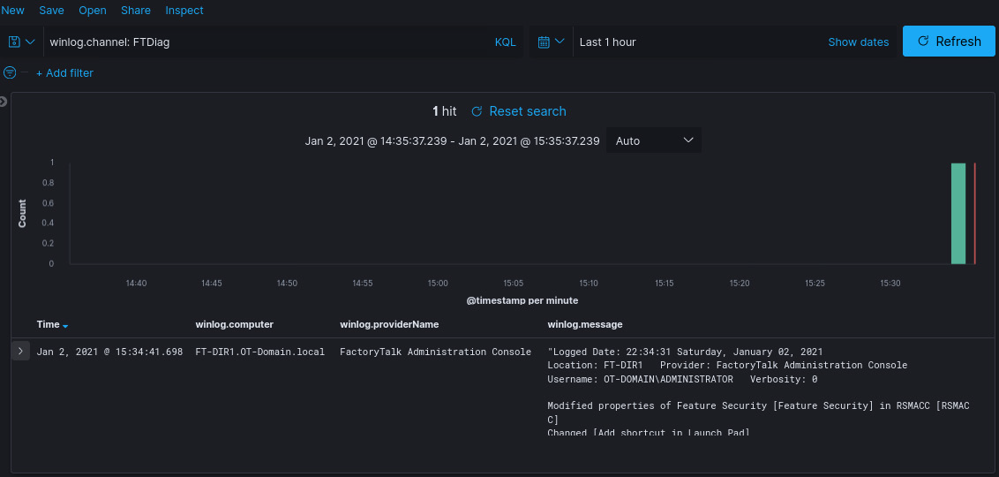 New Save Open Share Inspect
winlog.channel: FTDiag KQL Last 1 hour Show dates Refresh
+ Add filter
1 hit Reset search
Jan 2, 2021 @ 14:35:37.239 - Jan 2, 2021 @ 15:35:37.239 Auto
1
0.8
0.6
0.4
0.2
0
Count
14:40 14:45 14:50 14:55 15:00 15:05 15:10 15:15 15:20 15:25 15:30
@timestamp per minute
Time winlog.computer winlog.providerName winlog.message
Jan 2, 2021 @ 15:34:41.698 FT-DIR1.OT-Domain.local FactoryTalk Administration Console "Logged Date: 22:34:31 Saturday, January 02, 2021
Location: FT-DIR1 Provider: FactoryTalk Administration Console
Username: OT-DOMAIN\ADMINISTRATOR Verbosity: 0
Modified properties of Feature Security [Feature Security] in RSMACC [RSMAC
C]
Changed [Add shortcut in Launch Pad]